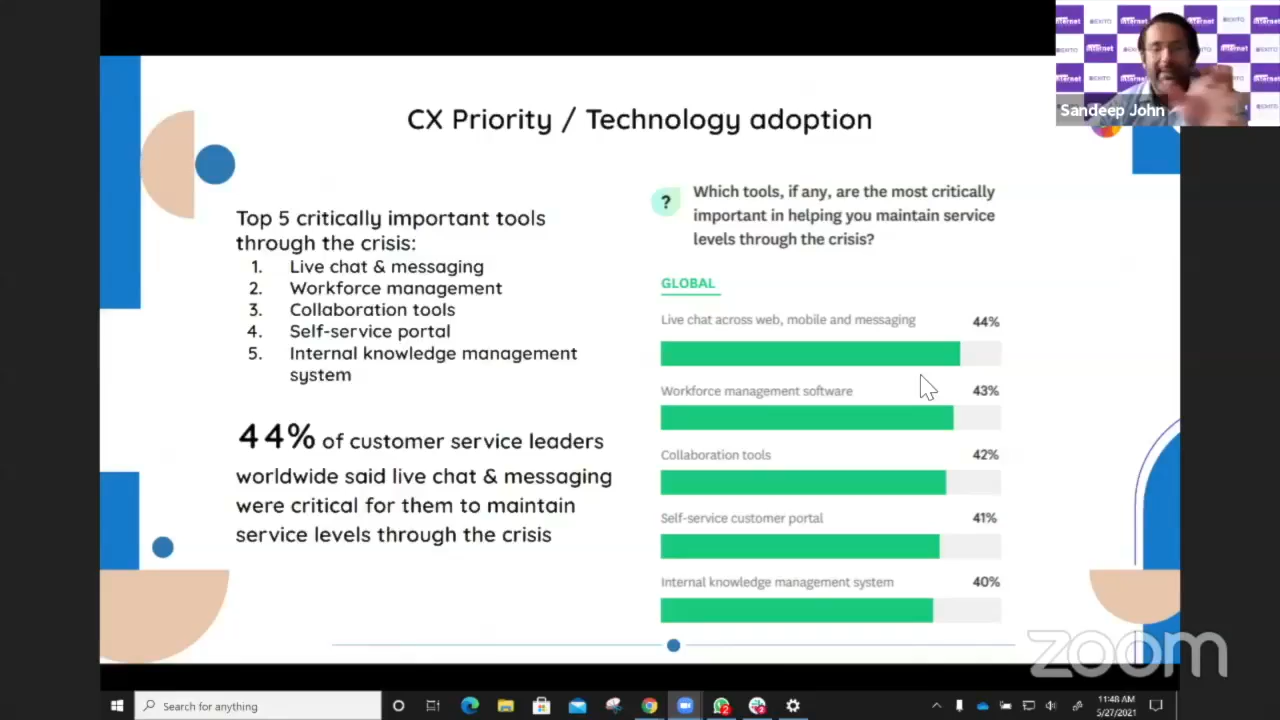 CX Priority / Technology adoption
Sandeep John
Top 5 critically important tools
through the crisis:
1. Live chat & messaging
2. Workforce management
3. Collaboration tools
4. Self-service portal
5. Internal knowledge management
system
44% of customer service leaders
worldwide said live chat & messaging
were critical for them to maintain
service levels through the crisis
? Which tools, if any, are the most critically
important in helping you maintain service
levels through the crisis?
GLOBAL
Live chat across web, mobile and messaging 44%
Workforce management software 43%
Collaboration tools 42%
Self-service customer portal 41%
Internal knowledge management system 40%
zoom
Search for anything
11:48 AM
5/27/2021